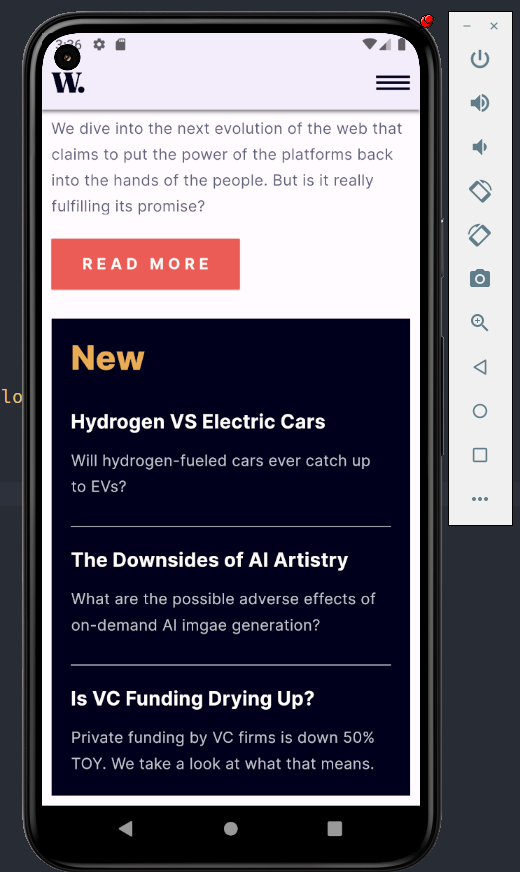 lo
3:36
W.
We dive into the next evolution of the web that
claims to put the power of the platforms back
into the hands of the people. But is it really
fulfilling its promise?
READ MORE
New
Hydrogen VS Electric Cars
Will hydrogen-fueled cars ever catch up
to EVs?
The Downsides of AI Artistry
What are the possible adverse effects of
on-demand AI imgae generation?
Is VC Funding Drying Up?
Private funding by VC firms is down 50%
TOY. We take a look at what that means.